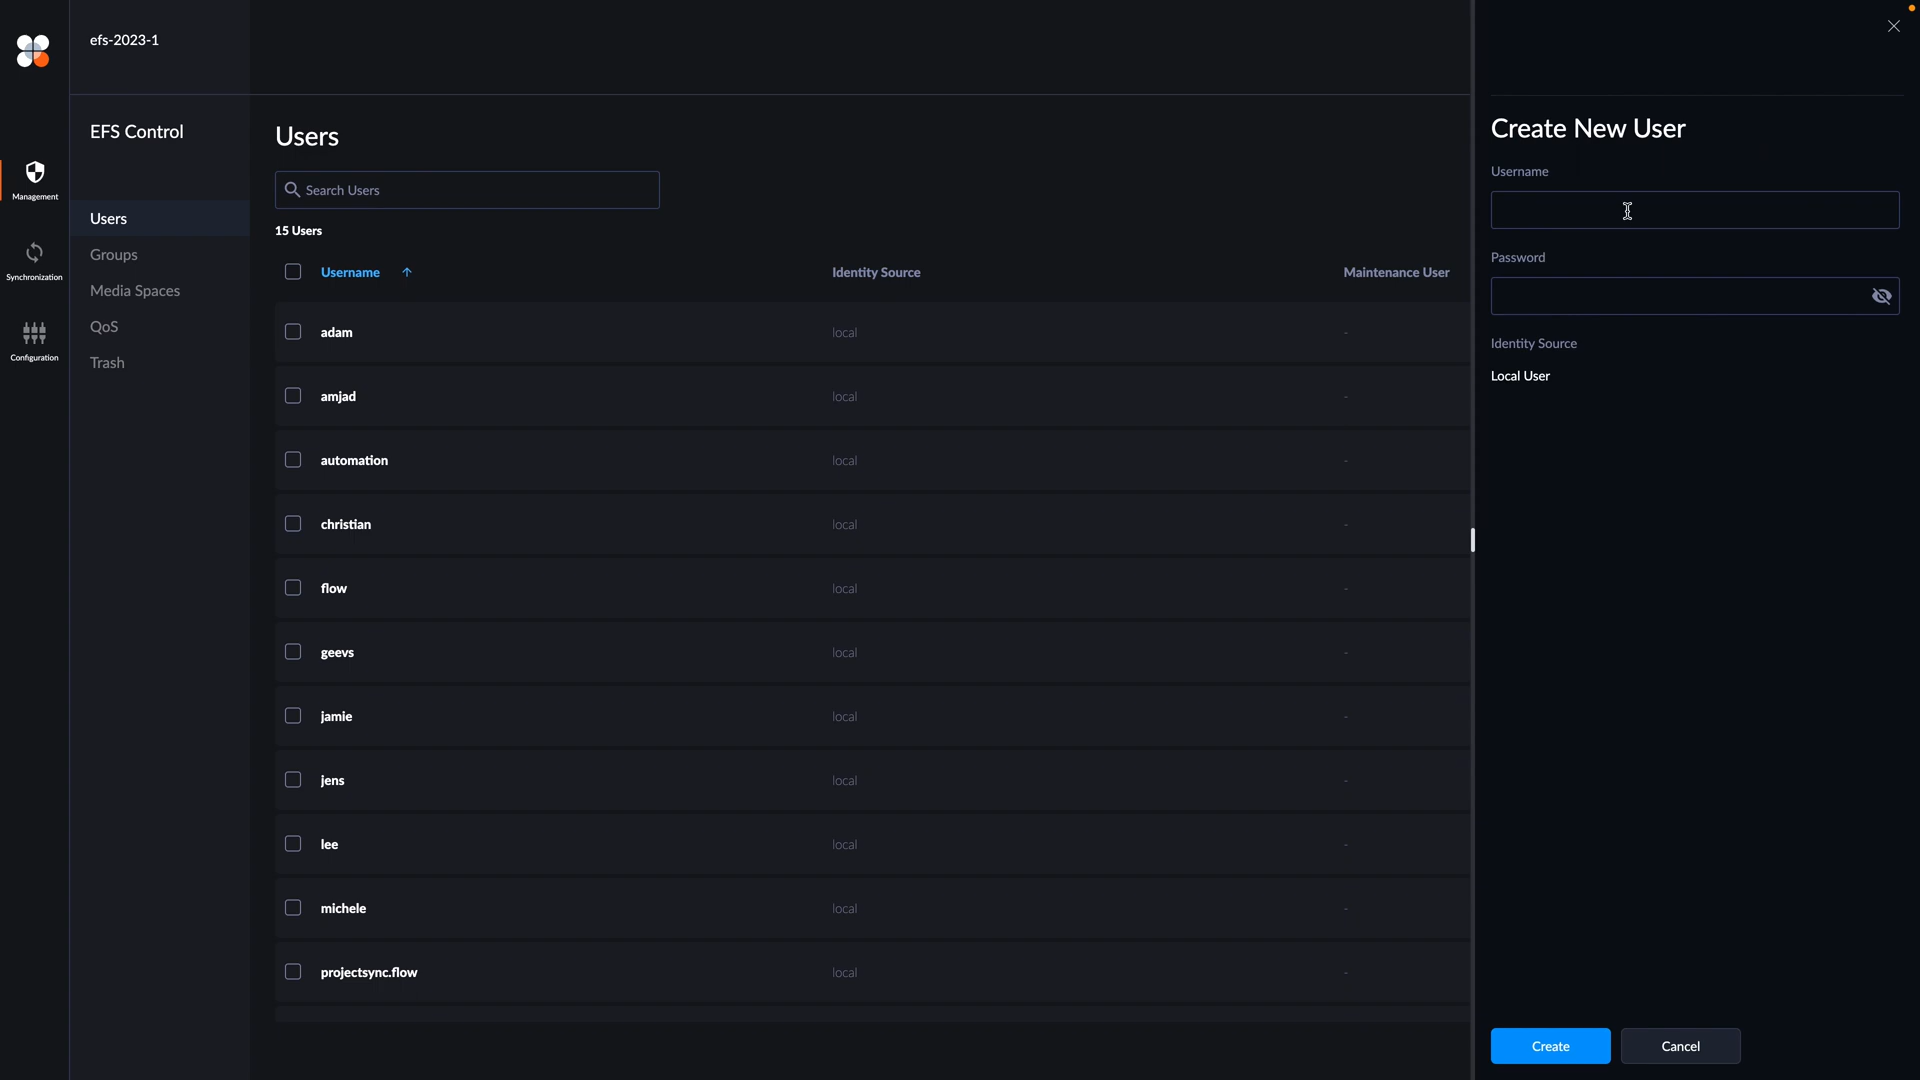 efs-2023-1
EFS Control
Management
Synchronization
Configuration
Users
Groups
Media Spaces
QoS
Trash
Users
Search Users
15 Users
Username Identity Source Maintenance User
adam local -
amjad local -
automation local -
christian local -
flow local -
geevs local -
jamie local -
jens local -
lee local -
michele local -
projectsync.flow local -
Create New User
Username
Password
Identity Source
Local User
Create Cancel